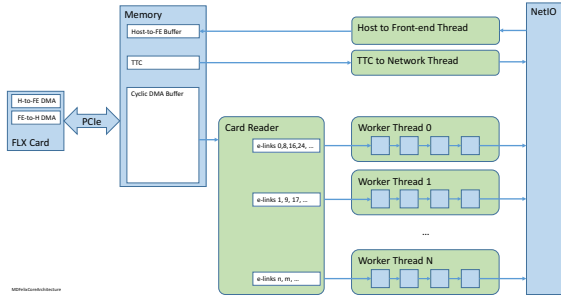 Memory
NetIO
Host-to-FE Buffer
Host to Front-end Thread
TTC
TTC to Network Thread
Cyclic DMA Buffer
H-to-FE DMA
FE-to-H DMA
FLX Card
PCIe
Card Reader
Worker Thread 0
e-links 0,8,16,24, ...
Worker Thread 1
e-links 1, 9, 17, ...
...
Worker Thread N
e-links n, m, ...
MDFelixCoreArchitecture